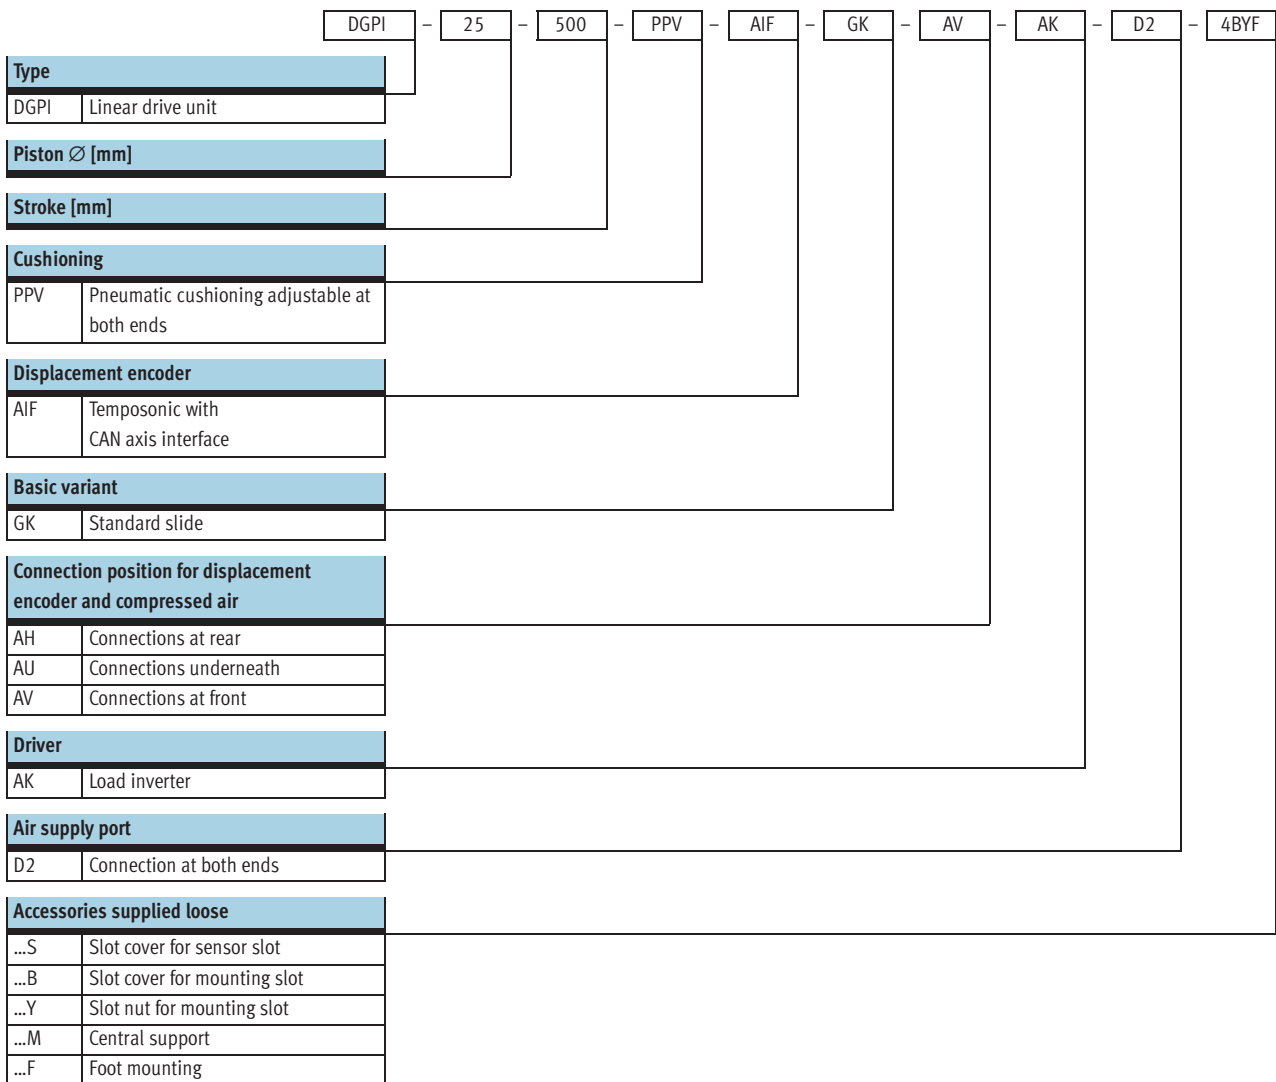 DGPI – 25 – 500 – PPV – AIF – GK – AV – AK – D2 – 4BYF
Type
DGPI Linear drive unit
Piston ∅ [mm]
Stroke [mm]
Cushioning
PPV Pneumatic cushioning adjustable at
both ends
Displacement encoder
AIF Temposonic with
CAN axis interface
Basic variant
GK Standard slide
Connection position for displacement
encoder and compressed air
AH Connections at rear
AU Connections underneath
AV Connections at front
Driver
AK Load inverter
Air supply port
D2 Connection at both ends
Accessories supplied loose
...S Slot cover for sensor slot
...B Slot cover for mounting slot
...Y Slot nut for mounting slot
...M Central support
...F Foot mounting